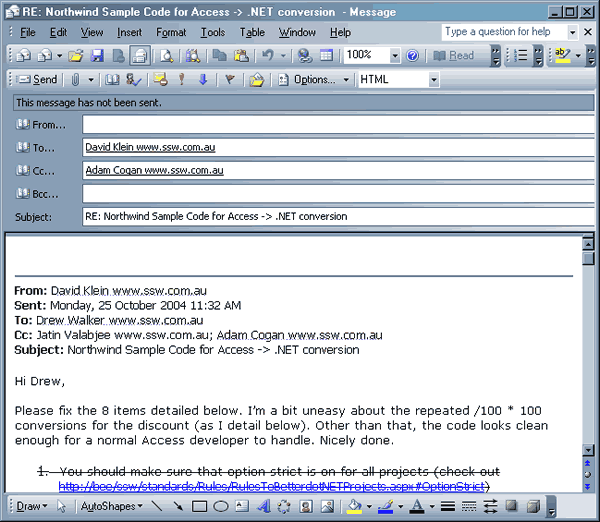 RE: Northwind Sample Code for Access -> .NET conversion - Message
File Edit View Insert Format Tools Table Window Help Type a question for help
100% Read
Send Options... HTML
This message has not been sent.
From...
To... David Klein www.ssw.com.au
Cc... Adam Cogan www.ssw.com.au
Bcc...
Subject: RE: Northwind Sample Code for Access -> .NET conversion
From: David Klein www.ssw.com.au
Sent: Monday, 25 October 2004 11:32 AM
To: Drew Walker www.ssw.com.au
Cc: Jatin Valabjee www.ssw.com.au; Adam Cogan www.ssw.com.au
Subject: Northwind Sample Code for Access -> .NET conversion
Hi Drew,
Please fix the 8 items detailed below. I'm a bit uneasy about the repeated /100 * 100
conversions for the discount (as I detail below). Other than that, the code looks clean
enough for a normal Access developer to handle. Nicely done.
1. You should make sure that option strict is on for all projects (check out
http://bee/ssw/standards/Rules/RulesToBetterdotNETProjects.aspx#OptionStrict)
Draw AutoShapes